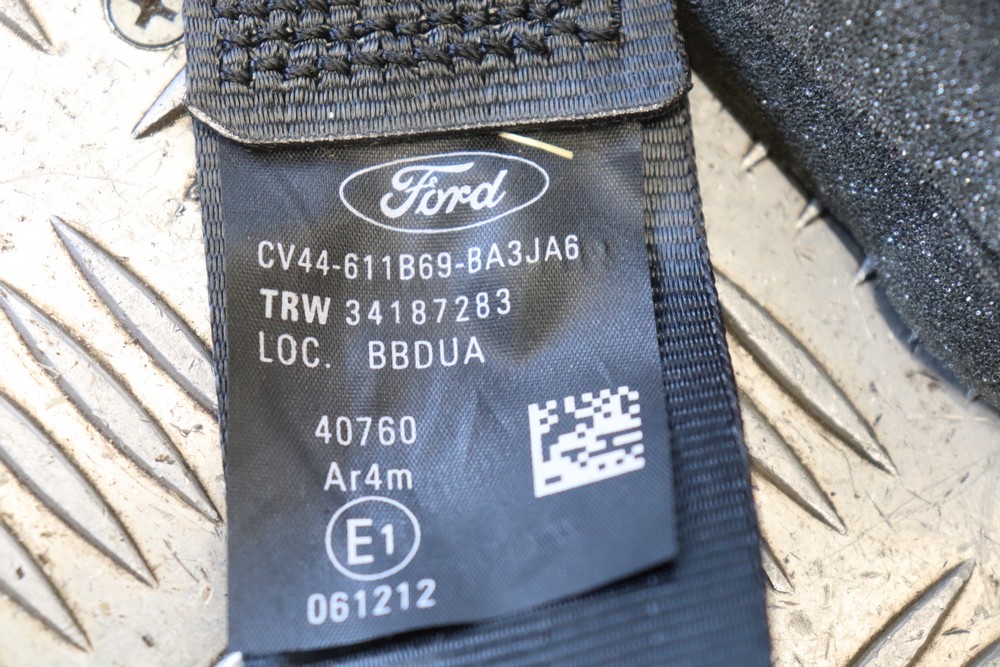 Ford
CV44-611B69-BA3JA6
TRW 34187283
LOC. BBDUA
40760
Ar4m
E1
061212